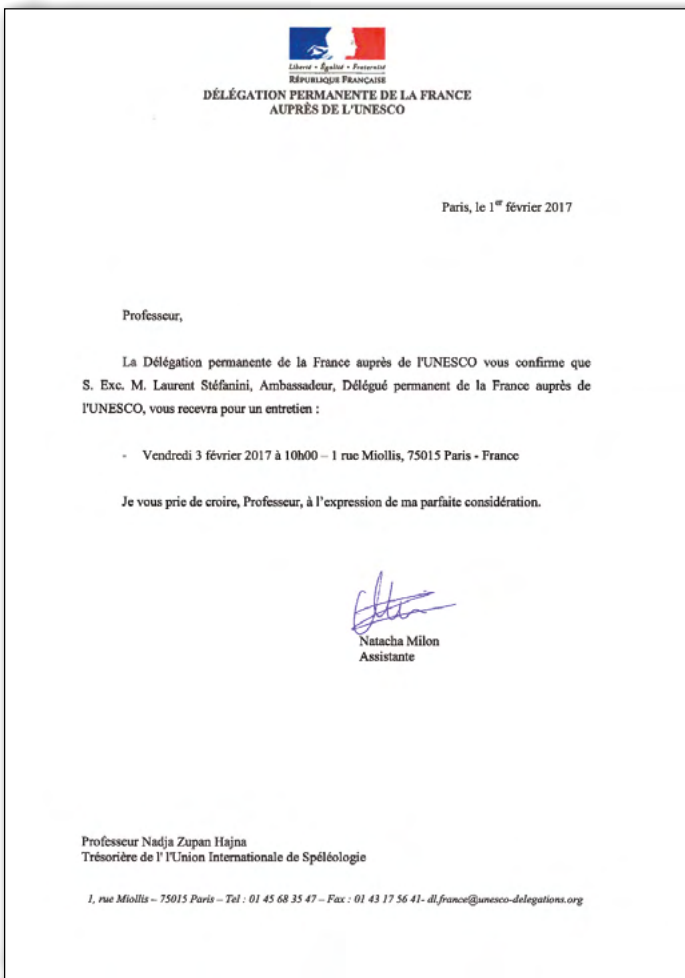 Liberté • Égalité • Fraternité
RÉPUBLIQUE FRANÇAISE
DÉLÉGATION PERMANENTE DE LA FRANCE
AUPRÈS DE L'UNESCO
Paris, le 1er février 2017
Professeur,
La Délégation permanente de la France auprès de l'UNESCO vous confirme que
S. Exc. M. Laurent Stéfanini, Ambassadeur, Délégué permanent de la France auprès de
l'UNESCO, vous recevra pour un entretien :
- Vendredi 3 février 2017 à 10h00 – 1 rue Miollis, 75015 Paris - France
Je vous prie de croire, Professeur, à l'expression de ma parfaite considération.
Natacha Milon
Assistante
Professeur Nadja Zupan Hajna
Trésorière de l' l'Union Internationale de Spéléologie
1, rue Miollis – 75015 Paris – Tel : 01 45 68 35 47 – Fax : 01 43 17 56 41- dl.france@unesco-delegations.org